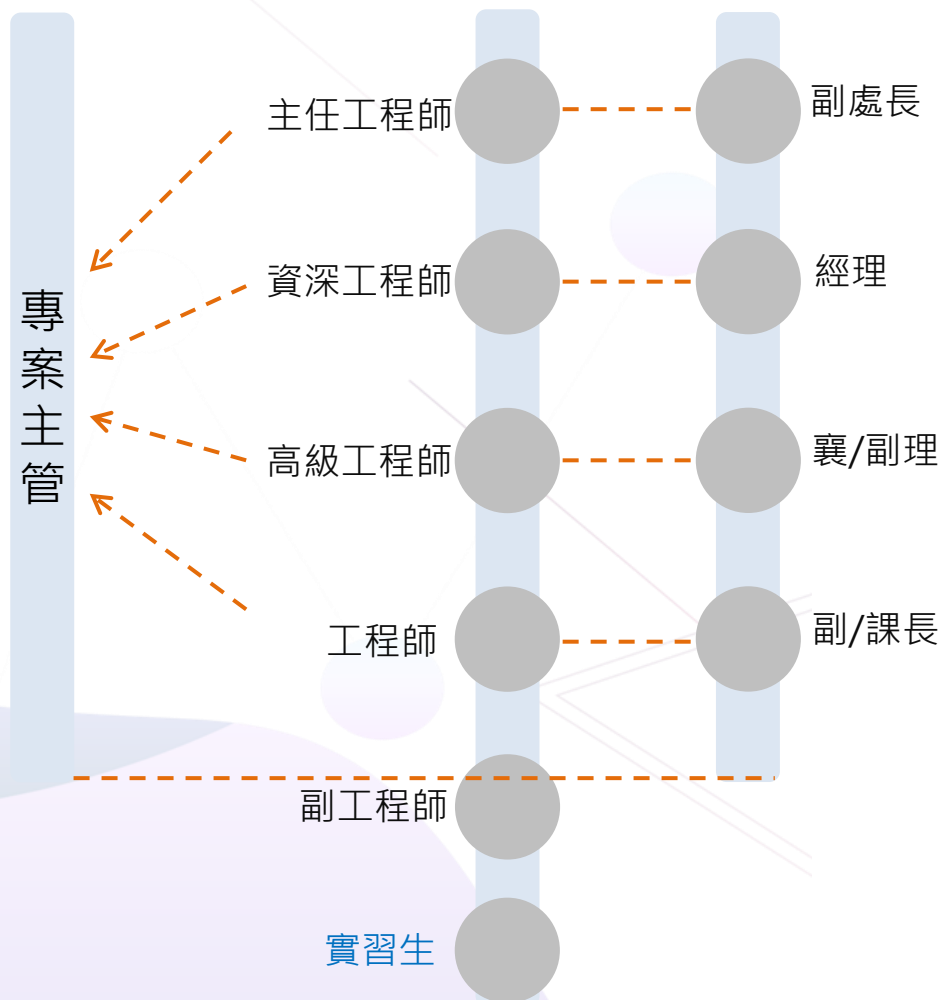 主任工程師
副處長
資深工程師
經理
專案主管
高級工程師
襄/副理
工程師
副/課長
副工程師
實習生